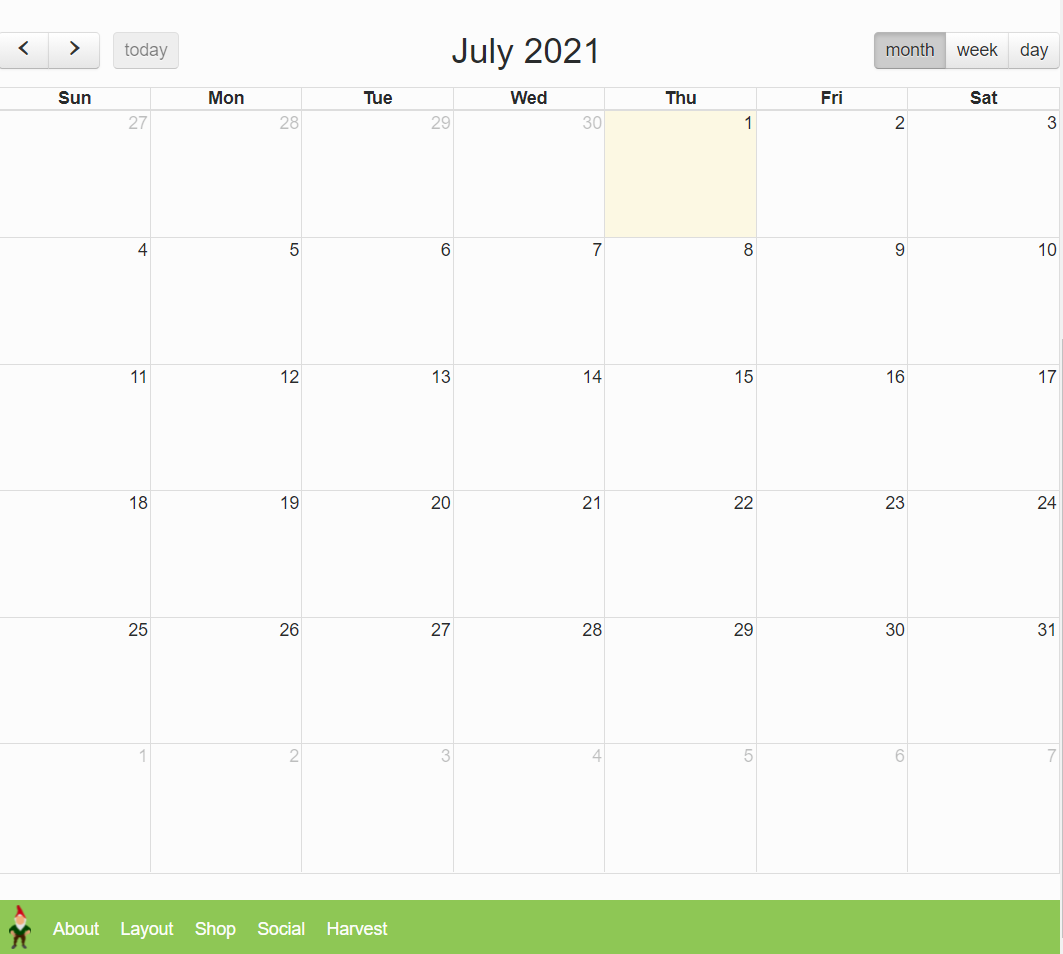 < > today July 2021 month week day
Sun Mon Tue Wed Thu Fri Sat
27 28 29 30 1 2 3
4 5 6 7 8 9 10
11 12 13 14 15 16 17
18 19 20 21 22 23 24
25 26 27 28 29 30 31
1 2 3 4 5 6 7
About Layout Shop Social Harvest